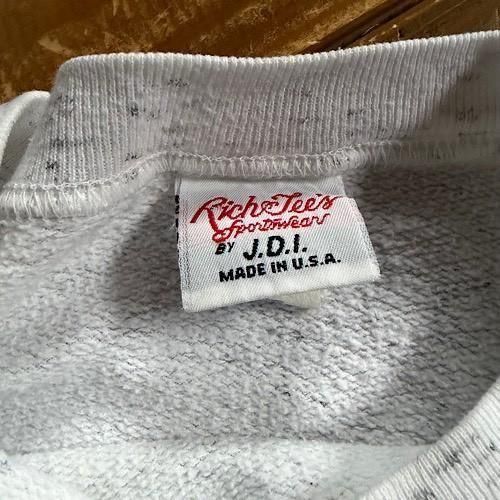 Rich & Tee's
Sportswear
BY J.D.I.
MADE IN U.S.A.